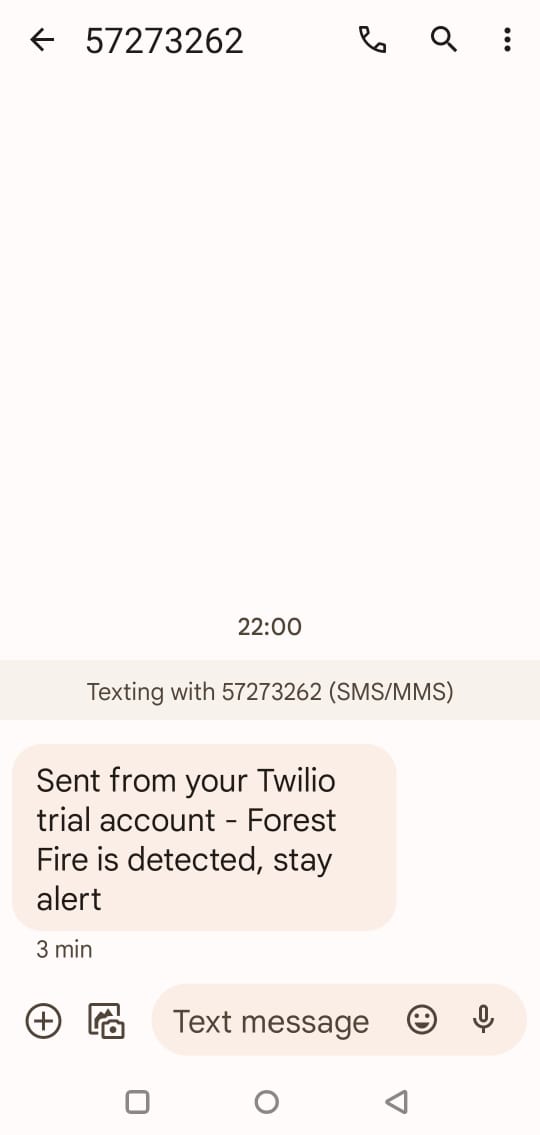 57273262
22:00
Texting with 57273262 (SMS/MMS)
Sent from your Twilio
trial account - Forest
Fire is detected, stay
alert
3 min
Text message